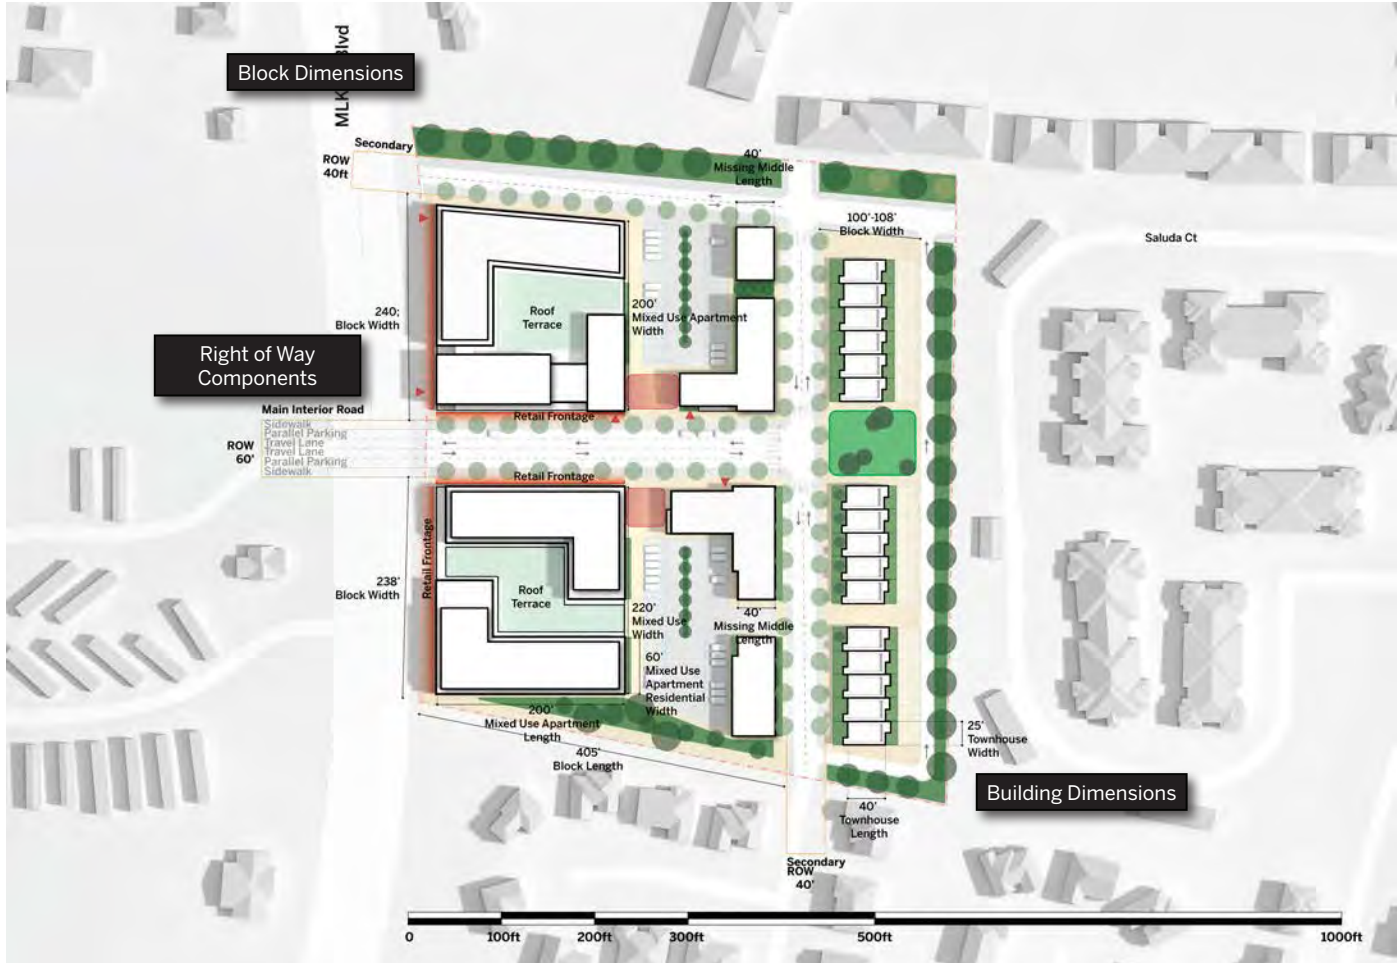 MLK Blvd
Block Dimensions
Secondary
ROW
40ft
40'
Missing Middle
Length
100'-108'
Block Width
Saluda Ct
240;
Block Width
Roof
Terrace
200'
Mixed Use Apartment
Width
Right of Way
Components
Main Interior Road
Sidewalk
Parallel Parking
Travel Lane
Travel Lane
Parallel Parking
Sidewalk
ROW
60'
Retail Frontage
Retail Frontage
Retail Frontage
238'
Block Width
Roof
Terrace
220'
Mixed Use
Width
40'
Missing Middle
Length
60'
Mixed Use
Apartment
Residential
Width
200'
Mixed Use Apartment
Length
405'
Block Length
25'
Townhouse
Width
Building Dimensions
40'
Townhouse
Length
Secondary
ROW
40'
0
100ft
200ft
300ft
500ft
1000ft